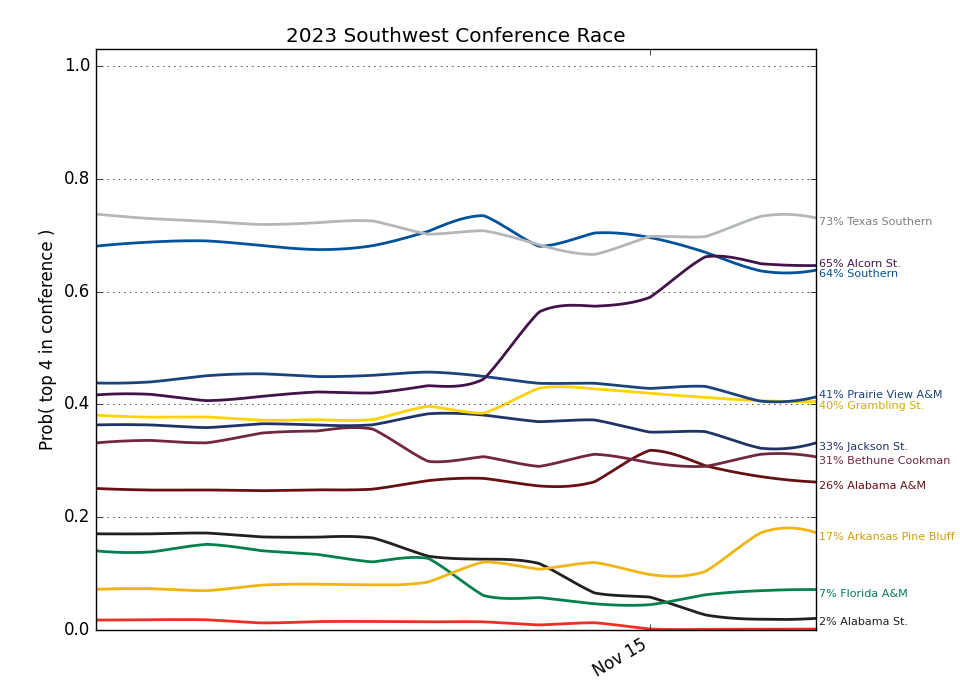 2023 Southwest Conference Race
Prob( top 4 in conference )
1.0
0.8
0.6
0.4
0.2
0.0
Nov 15
73% Texas Southern
65% Alcorn St.
64% Southern
41% Prairie View A&M
40% Grambling St.
33% Jackson St.
31% Bethune Cookman
26% Alabama A&M
17% Arkansas Pine Bluff
7% Florida A&M
2% Alabama St.